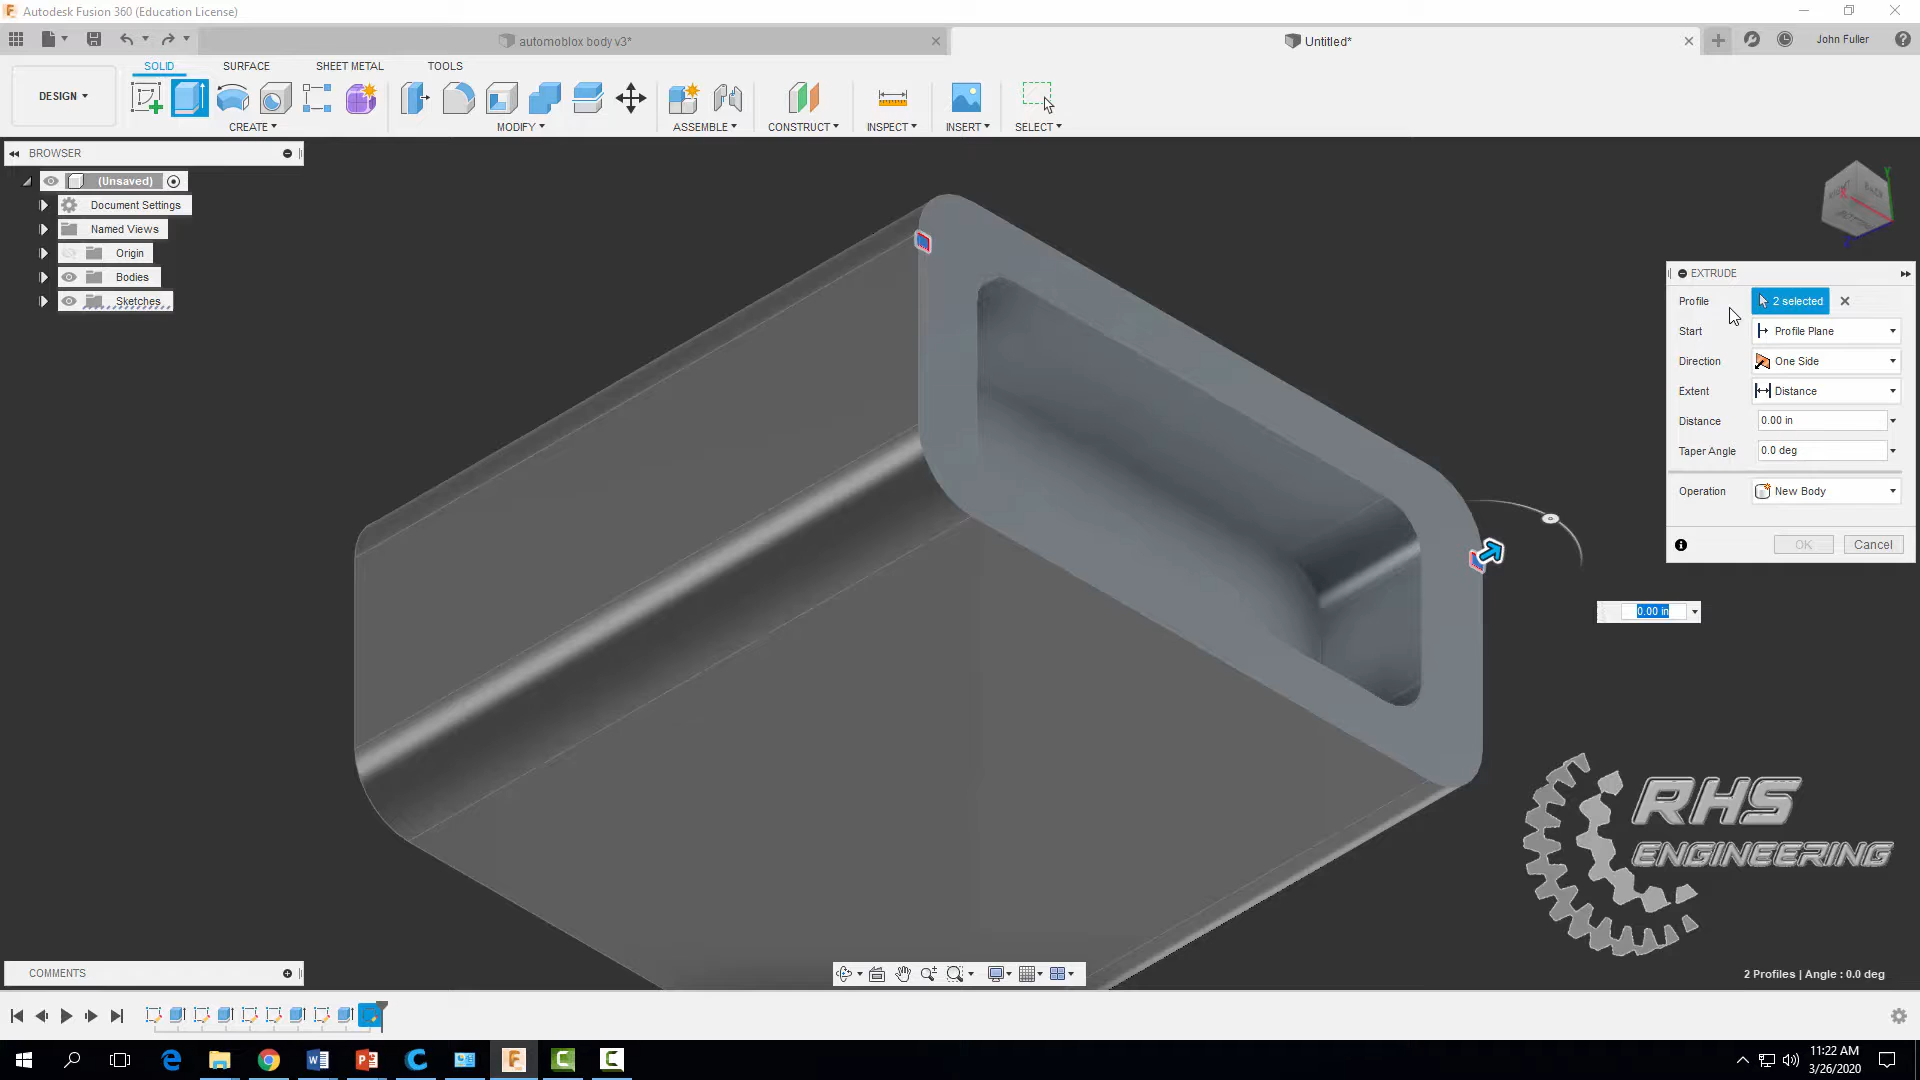 Autodesk Fusion 360 (Education License)
automoblox body v3*
Untitled*
John Fuller
SOLID
SURFACE
SHEET METAL
TOOLS
DESIGN
CREATE
MODIFY
ASSEMBLE
CONSTRUCT
INSPECT
INSERT
SELECT
BROWSER
(Unsaved)
Document Settings
Named Views
Origin
Bodies
Sketches
EXTRUDE
Profile 2 selected
Start Profile Plane
Direction One Side
Extent Distance
Distance 0.00 in
Taper Angle 0.0 deg
Operation New Body
OK Cancel
0.00 in
RHS
ENGINEERING
COMMENTS
2 Profiles | Angle : 0.0 deg
11:22 AM
3/26/2020